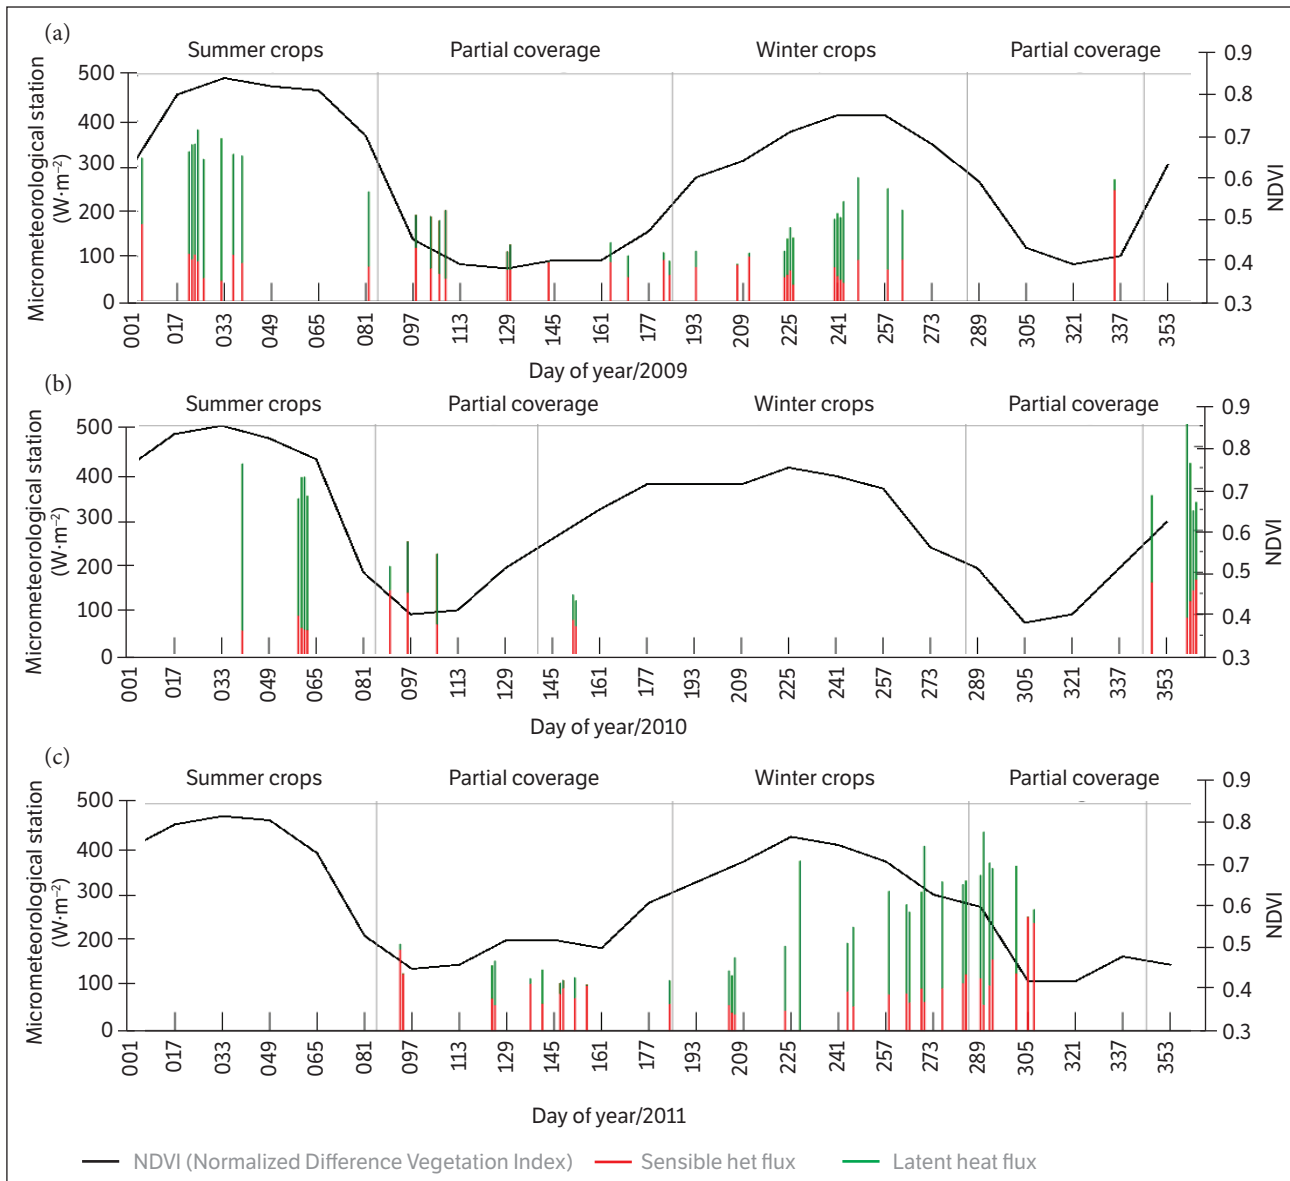 (a)
Summer crops Partial coverage Winter crops Partial coverage
Micrometeorological station
(W·m⁻²)
500
400
300
200
100
0
0.9
0.8
0.7
0.6
0.5
0.4
0.3
NDVI
001 017 033 049 065 081 097 113 129 145 161 177 193 209 225 241 257 273 289 305 321 337 353
Day of year/2009
(b)
Summer crops Partial coverage Winter crops Partial coverage
Micrometeorological station
(W·m⁻²)
500
400
300
200
100
0
0.9
0.8
0.7
0.6
0.5
0.4
0.3
NDVI
001 017 033 049 065 081 097 113 129 145 161 177 193 209 225 241 257 273 289 305 321 337 353
Day of year/2010
(c)
Summer crops Partial coverage Winter crops Partial coverage
Micrometeorological station
(W·m⁻²)
500
400
300
200
100
0
0.9
0.8
0.7
0.6
0.5
0.4
0.3
NDVI
001 017 033 049 065 081 097 113 129 145 161 177 193 209 225 241 257 273 289 305 321 337 353
Day of year/2011
NDVI (Normalized Difference Vegetation Index) Sensible het flux Latent heat flux